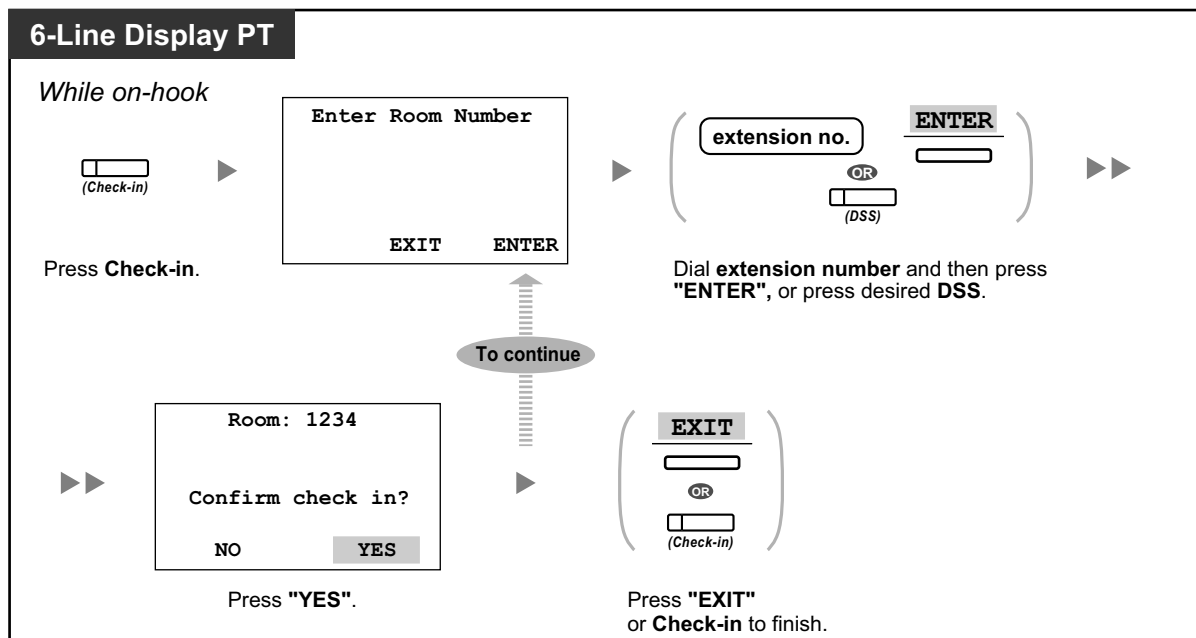 6-Line Display PT
While on-hook
(Check-in)
Press Check-in.
Enter Room Number
EXIT ENTER
extension no.
OR
(DSS)
ENTER
Dial extension number and then press
"ENTER", or press desired DSS.
To continue
Room: 1234
Confirm check in?
NO YES
Press "YES".
EXIT
OR
(Check-in)
Press "EXIT"
or Check-in to finish.